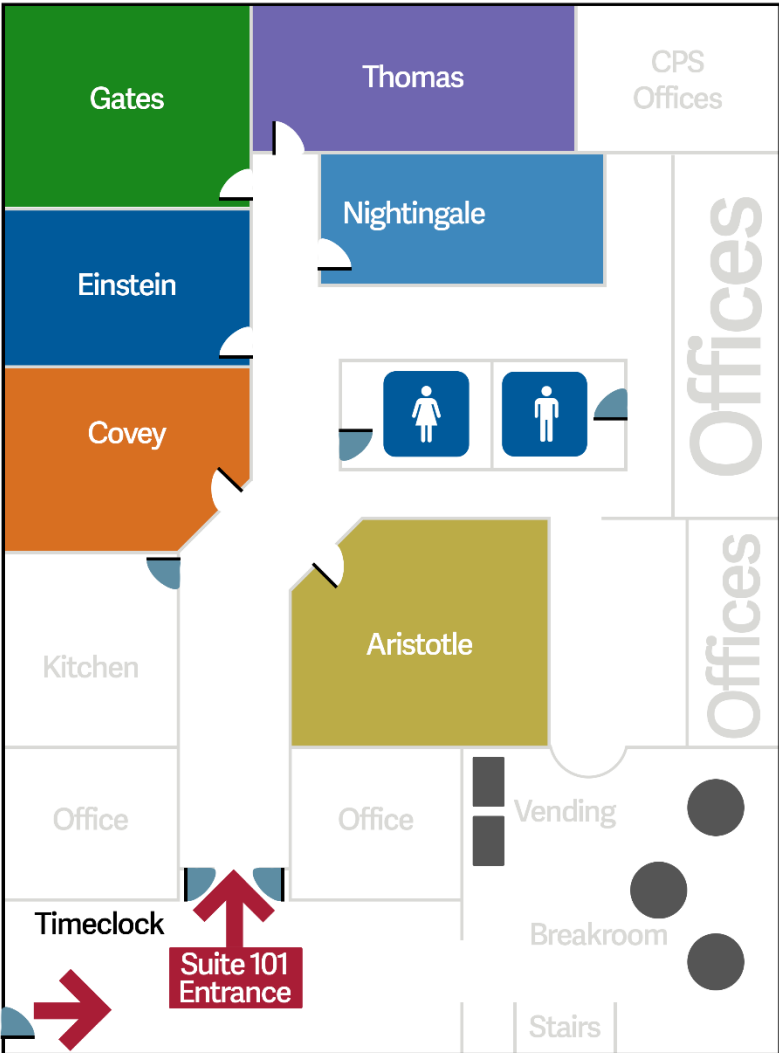 Gates
Thomas
CPS
Offices
Nightingale
Offices
Einstein
Covey
Offices
Aristotle
Kitchen
Office
Office
Vending
Timeclock
Breakroom
Suite 101
Entrance
Stairs